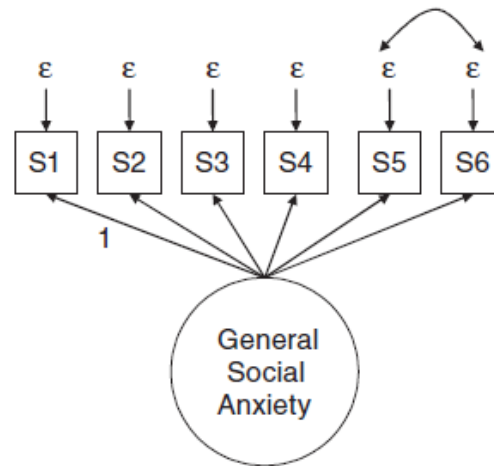 ε ε ε ε ε ε
S1 S2 S3 S4 S5 S6
1
General
Social
Anxiety